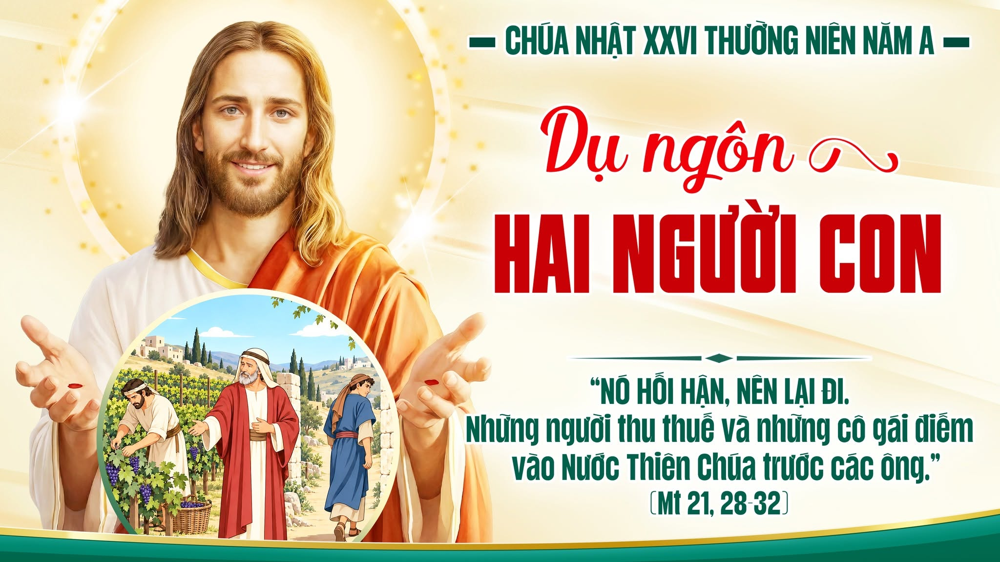 CHÚA NHẬT XXVI THƯỜNG NIÊN NĂM A
Dụ ngôn
HAI NGƯỜI CON
“NÓ HỐI HẬN, NÊN LẠI ĐI.
Những người thu thuế và những cô gái điếm
vào Nước Thiên Chúa trước các ông.”
(Mt 21, 28-32)